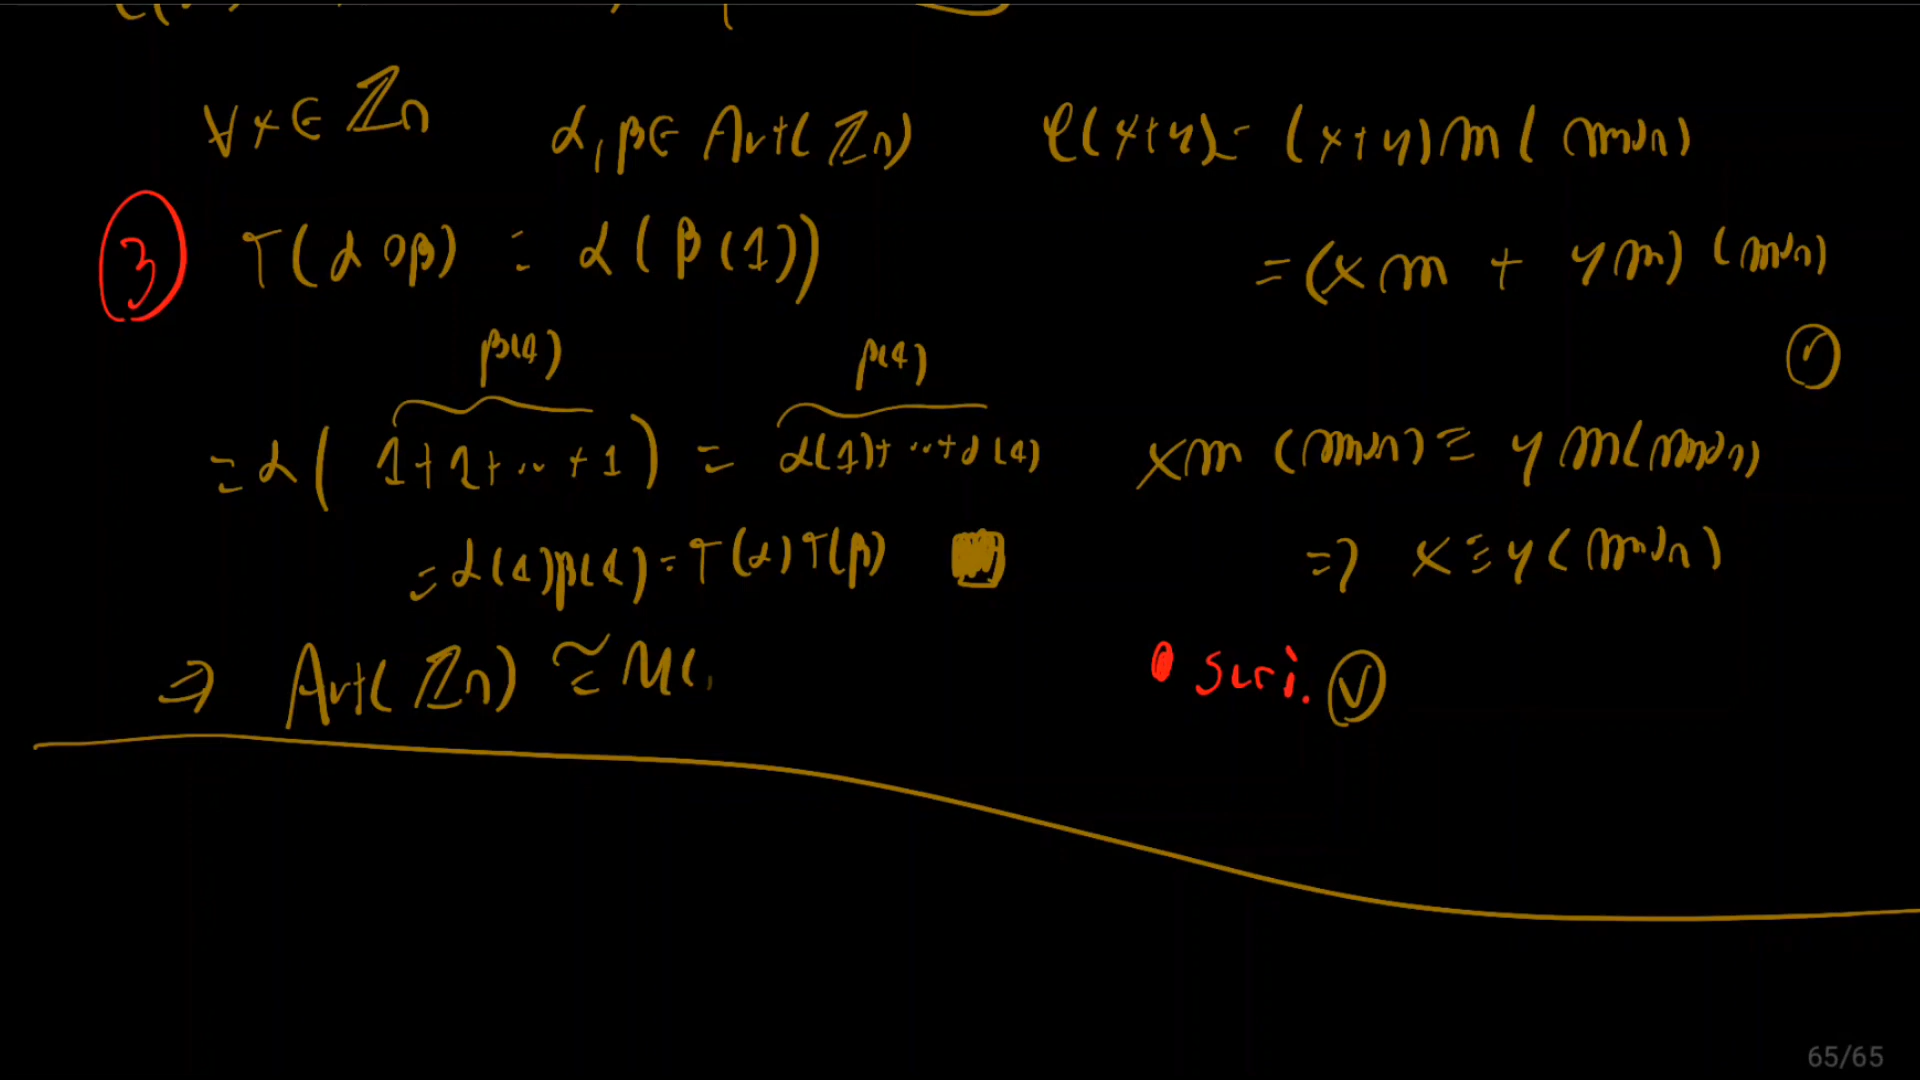 ∀x∈ ℤn α,β∈ Aut(ℤn) φ(x+y)= (x+y)m (mod n)
③ T(α∘β) = α(β(1)) =(xm + ym) (mod n)
β(1) β(1)
=α( 1+1+...+1 ) = α(1)+...+α(1) xm (mod n) ≡ ym (mod n)
=α(1)β(1)=T(α)T(β) ⇒ x≡y (mod n)
⇒ Aut(ℤn) ≅ U( • Surj.
65/65